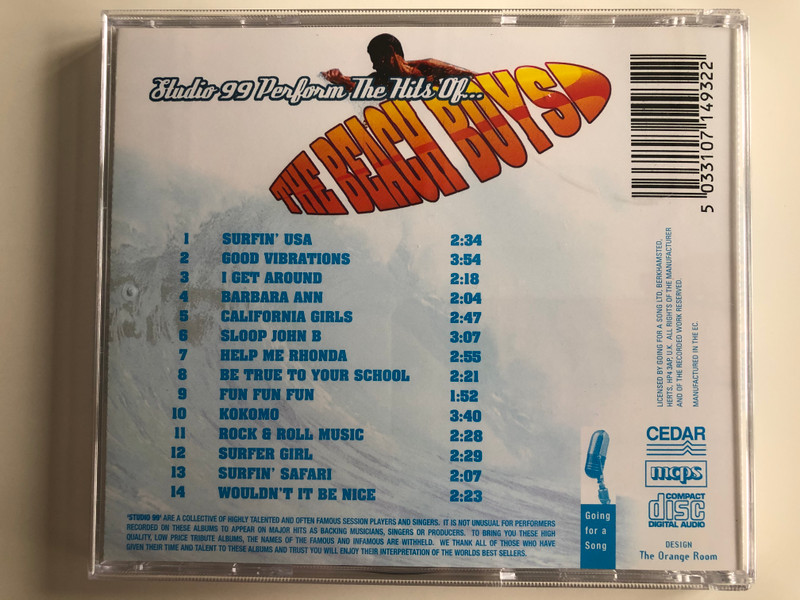 Studio 99 Perform The Hits Of...
THE BEACH BOYS
1 SURFIN' USA 2:34
2 GOOD VIBRATIONS 3:54
3 I GET AROUND 2:18
4 BARBARA ANN 2:04
5 CALIFORNIA GIRLS 2:47
6 SLOOP JOHN B 3:07
7 HELP ME RHONDA 2:55
8 BE TRUE TO YOUR SCHOOL 2:21
9 FUN FUN FUN 1:52
10 KOKOMO 3:40
11 ROCK & ROLL MUSIC 2:28
12 SURFER GIRL 2:29
13 SURFIN' SAFARI 2:07
14 WOULDN'T IT BE NICE 2:23
'STUDIO 99' ARE A COLLECTIVE OF HIGHLY TALENTED AND OFTEN FAMOUS SESSION PLAYERS AND SINGERS. IT IS NOT UNUSUAL FOR PERFORMERS
RECORDED ON THESE ALBUMS TO APPEAR ON MAJOR HITS AS BACKING MUSICIANS, SINGERS OR PRODUCERS. TO BRING YOU THESE HIGH
QUALITY, LOW PRICE TRIBUTE ALBUMS, THE NAMES OF THE FAMOUS AND INFAMOUS ARE WITHHELD. WE THANK ALL OF THOSE WHO HAVE
GIVEN THEIR TIME AND TALENT TO THESE ALBUMS AND TRUST YOU WILL ENJOY THEIR INTERPRETATION OF THE WORLDS BEST SELLERS.
5 033107 149322
LICENSED BY GOING FOR A SONG LTD, BERKHAMSTED,
HERTS, HP4 3AP, U.K. ALL RIGHTS OF THE MANUFACTURER
AND OF THE RECORDED WORK RESERVED.
MANUFACTURED IN THE EC.
CEDAR
mcps
COMPACT
disc
DIGITAL AUDIO
Going
for a
Song
DESIGN
The Orange Room